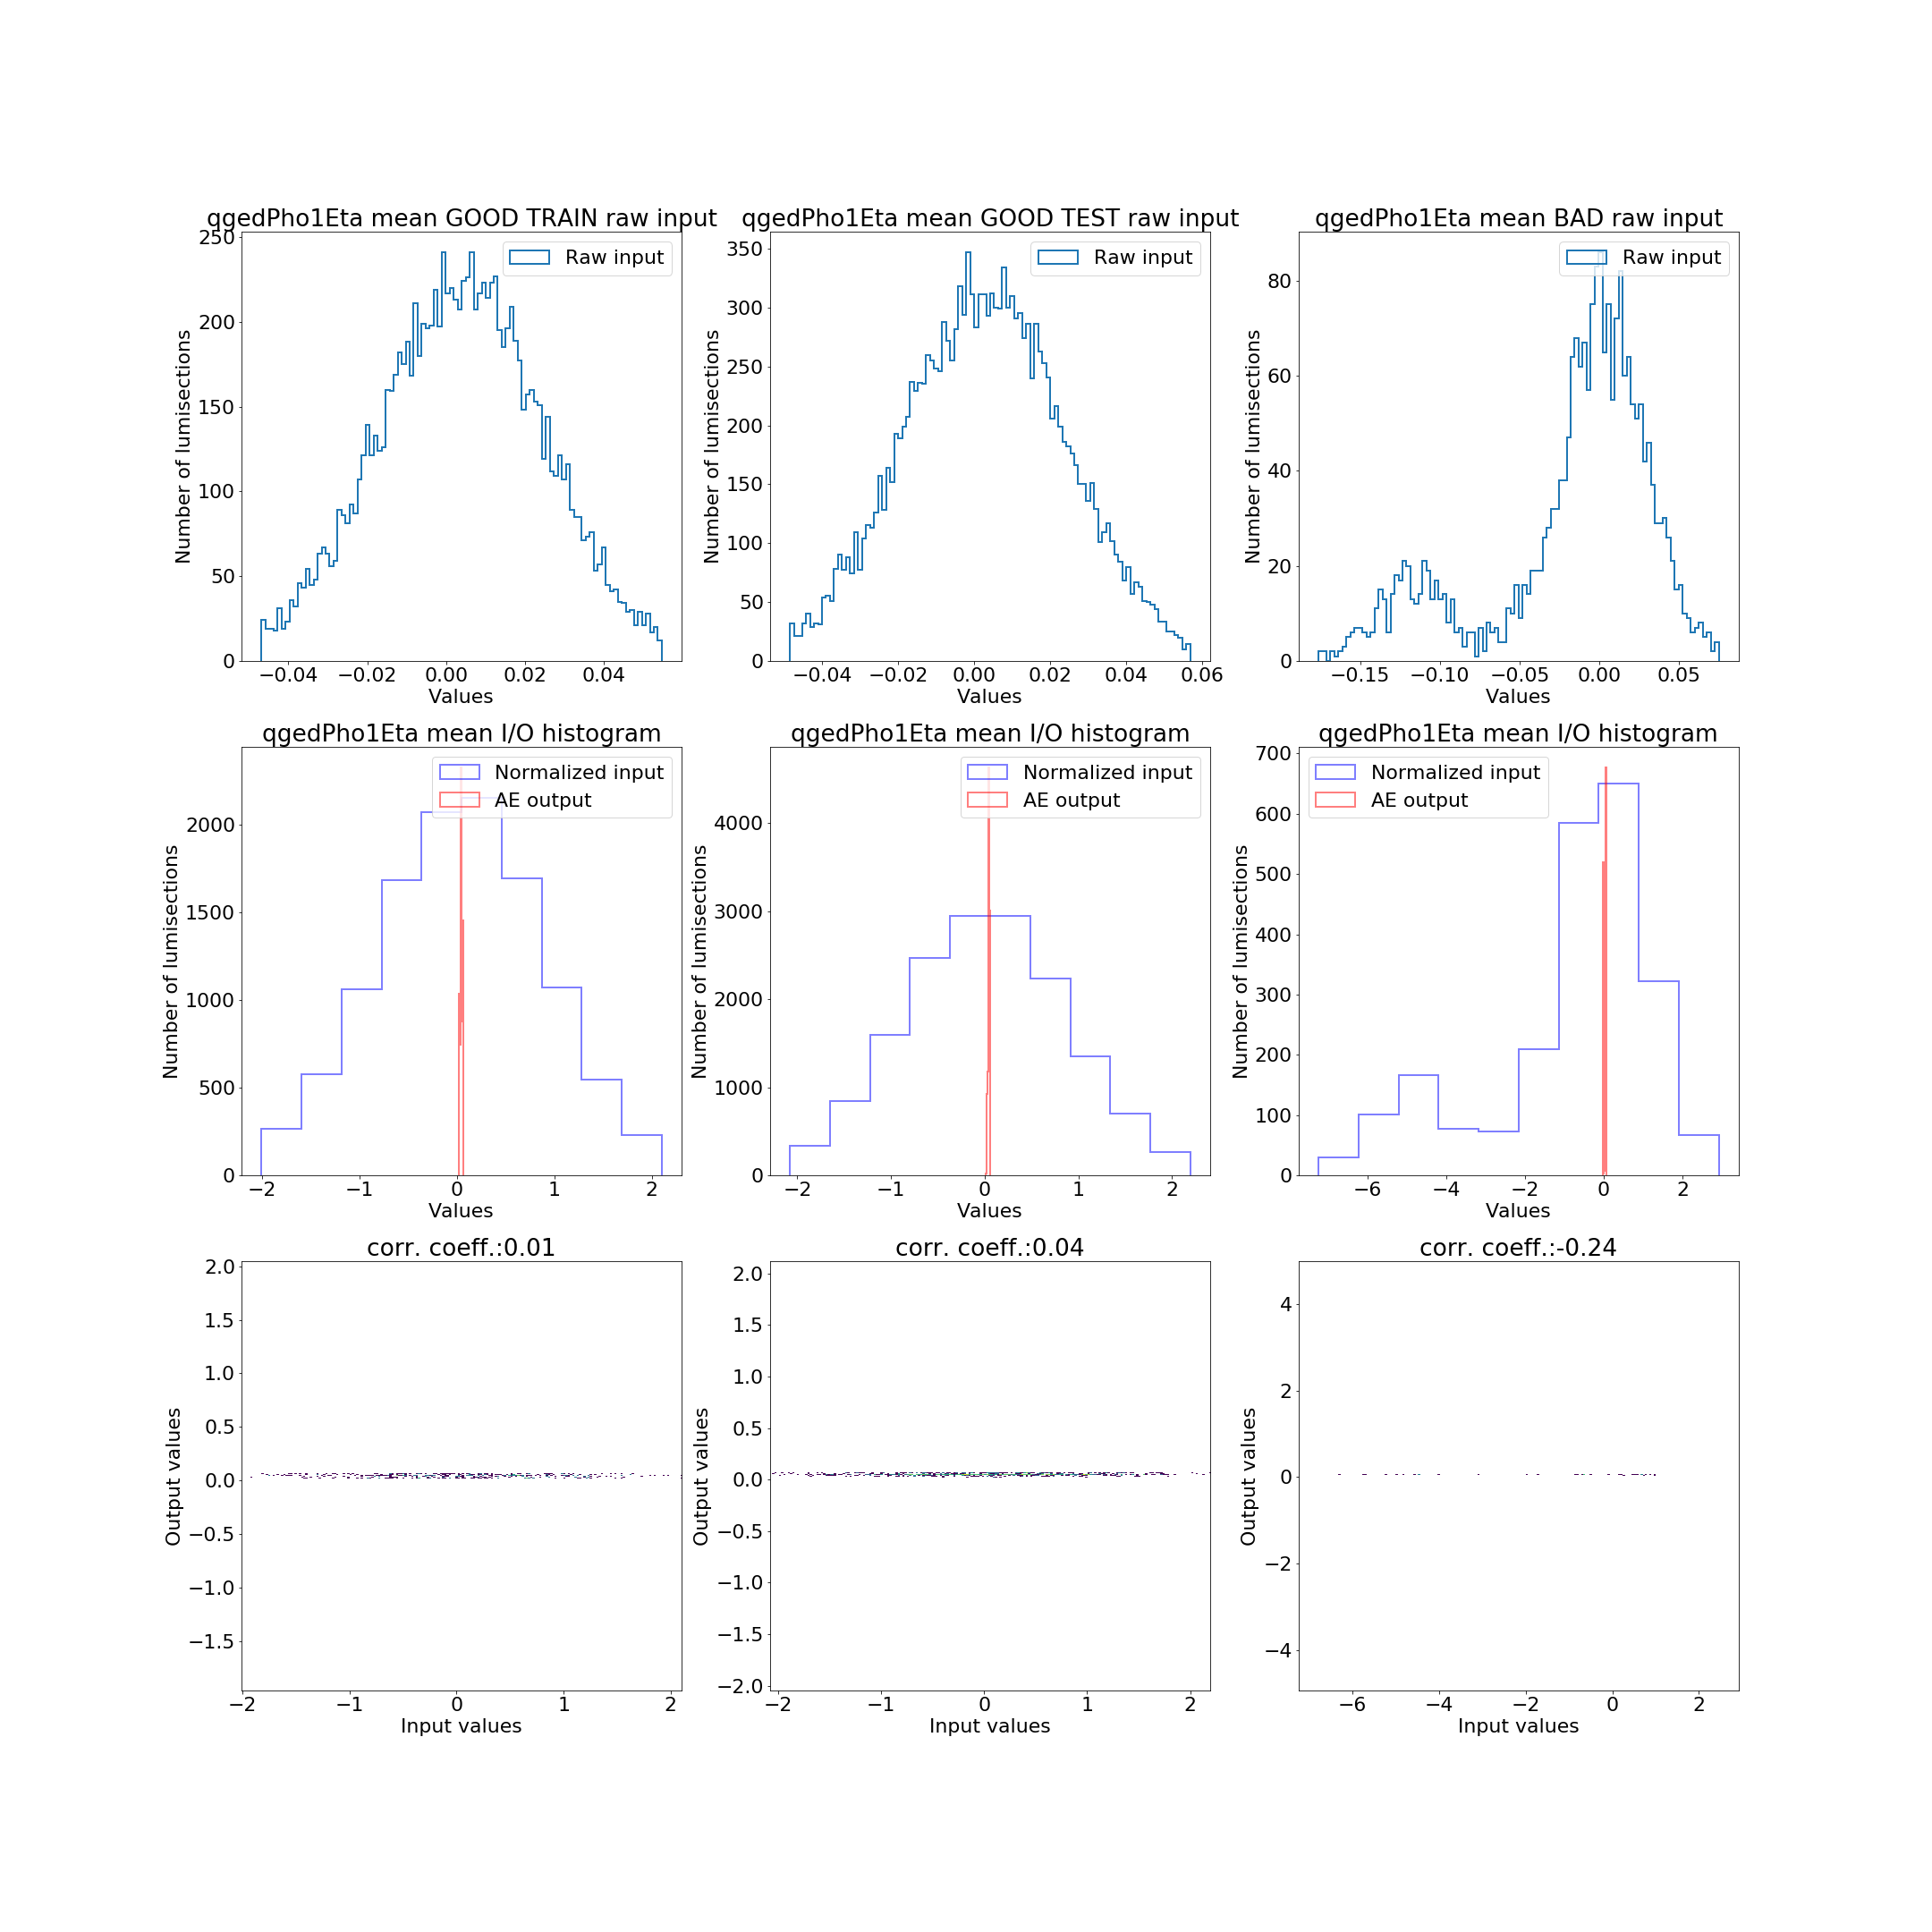 qgedPho1Eta mean GOOD TRAIN raw input
Raw input
Number of lumisections
0
50
100
150
200
250
−0.04 −0.02 0.00 0.02 0.04
Values
qgedPho1Eta mean GOOD TEST raw input
Raw input
Number of lumisections
0
50
100
150
200
250
300
350
−0.04 −0.02 0.00 0.02 0.04 0.06
Values
qgedPho1Eta mean BAD raw input
Raw input
Number of lumisections
0
20
40
60
80
−0.15 −0.10 −0.05 0.00 0.05
Values
qgedPho1Eta mean I/O histogram
Normalized input
AE output
Number of lumisections
0
500
1000
1500
2000
−2 −1 0 1 2
Values
qgedPho1Eta mean I/O histogram
Normalized input
AE output
Number of lumisections
0
1000
2000
3000
4000
−2 −1 0 1 2
Values
qgedPho1Eta mean I/O histogram
Normalized input
AE output
Number of lumisections
0
100
200
300
400
500
600
700
−6 −4 −2 0 2
Values
corr. coeff.:0.01
Output values
2.0
1.5
1.0
0.5
0.0
−0.5
−1.0
−1.5
−2 −1 0 1 2
Input values
corr. coeff.:0.04
Output values
2.0
1.5
1.0
0.5
0.0
−0.5
−1.0
−1.5
−2.0
−2 −1 0 1 2
Input values
corr. coeff.:-0.24
Output values
4
2
0
−2
−4
−6 −4 −2 0 2
Input values